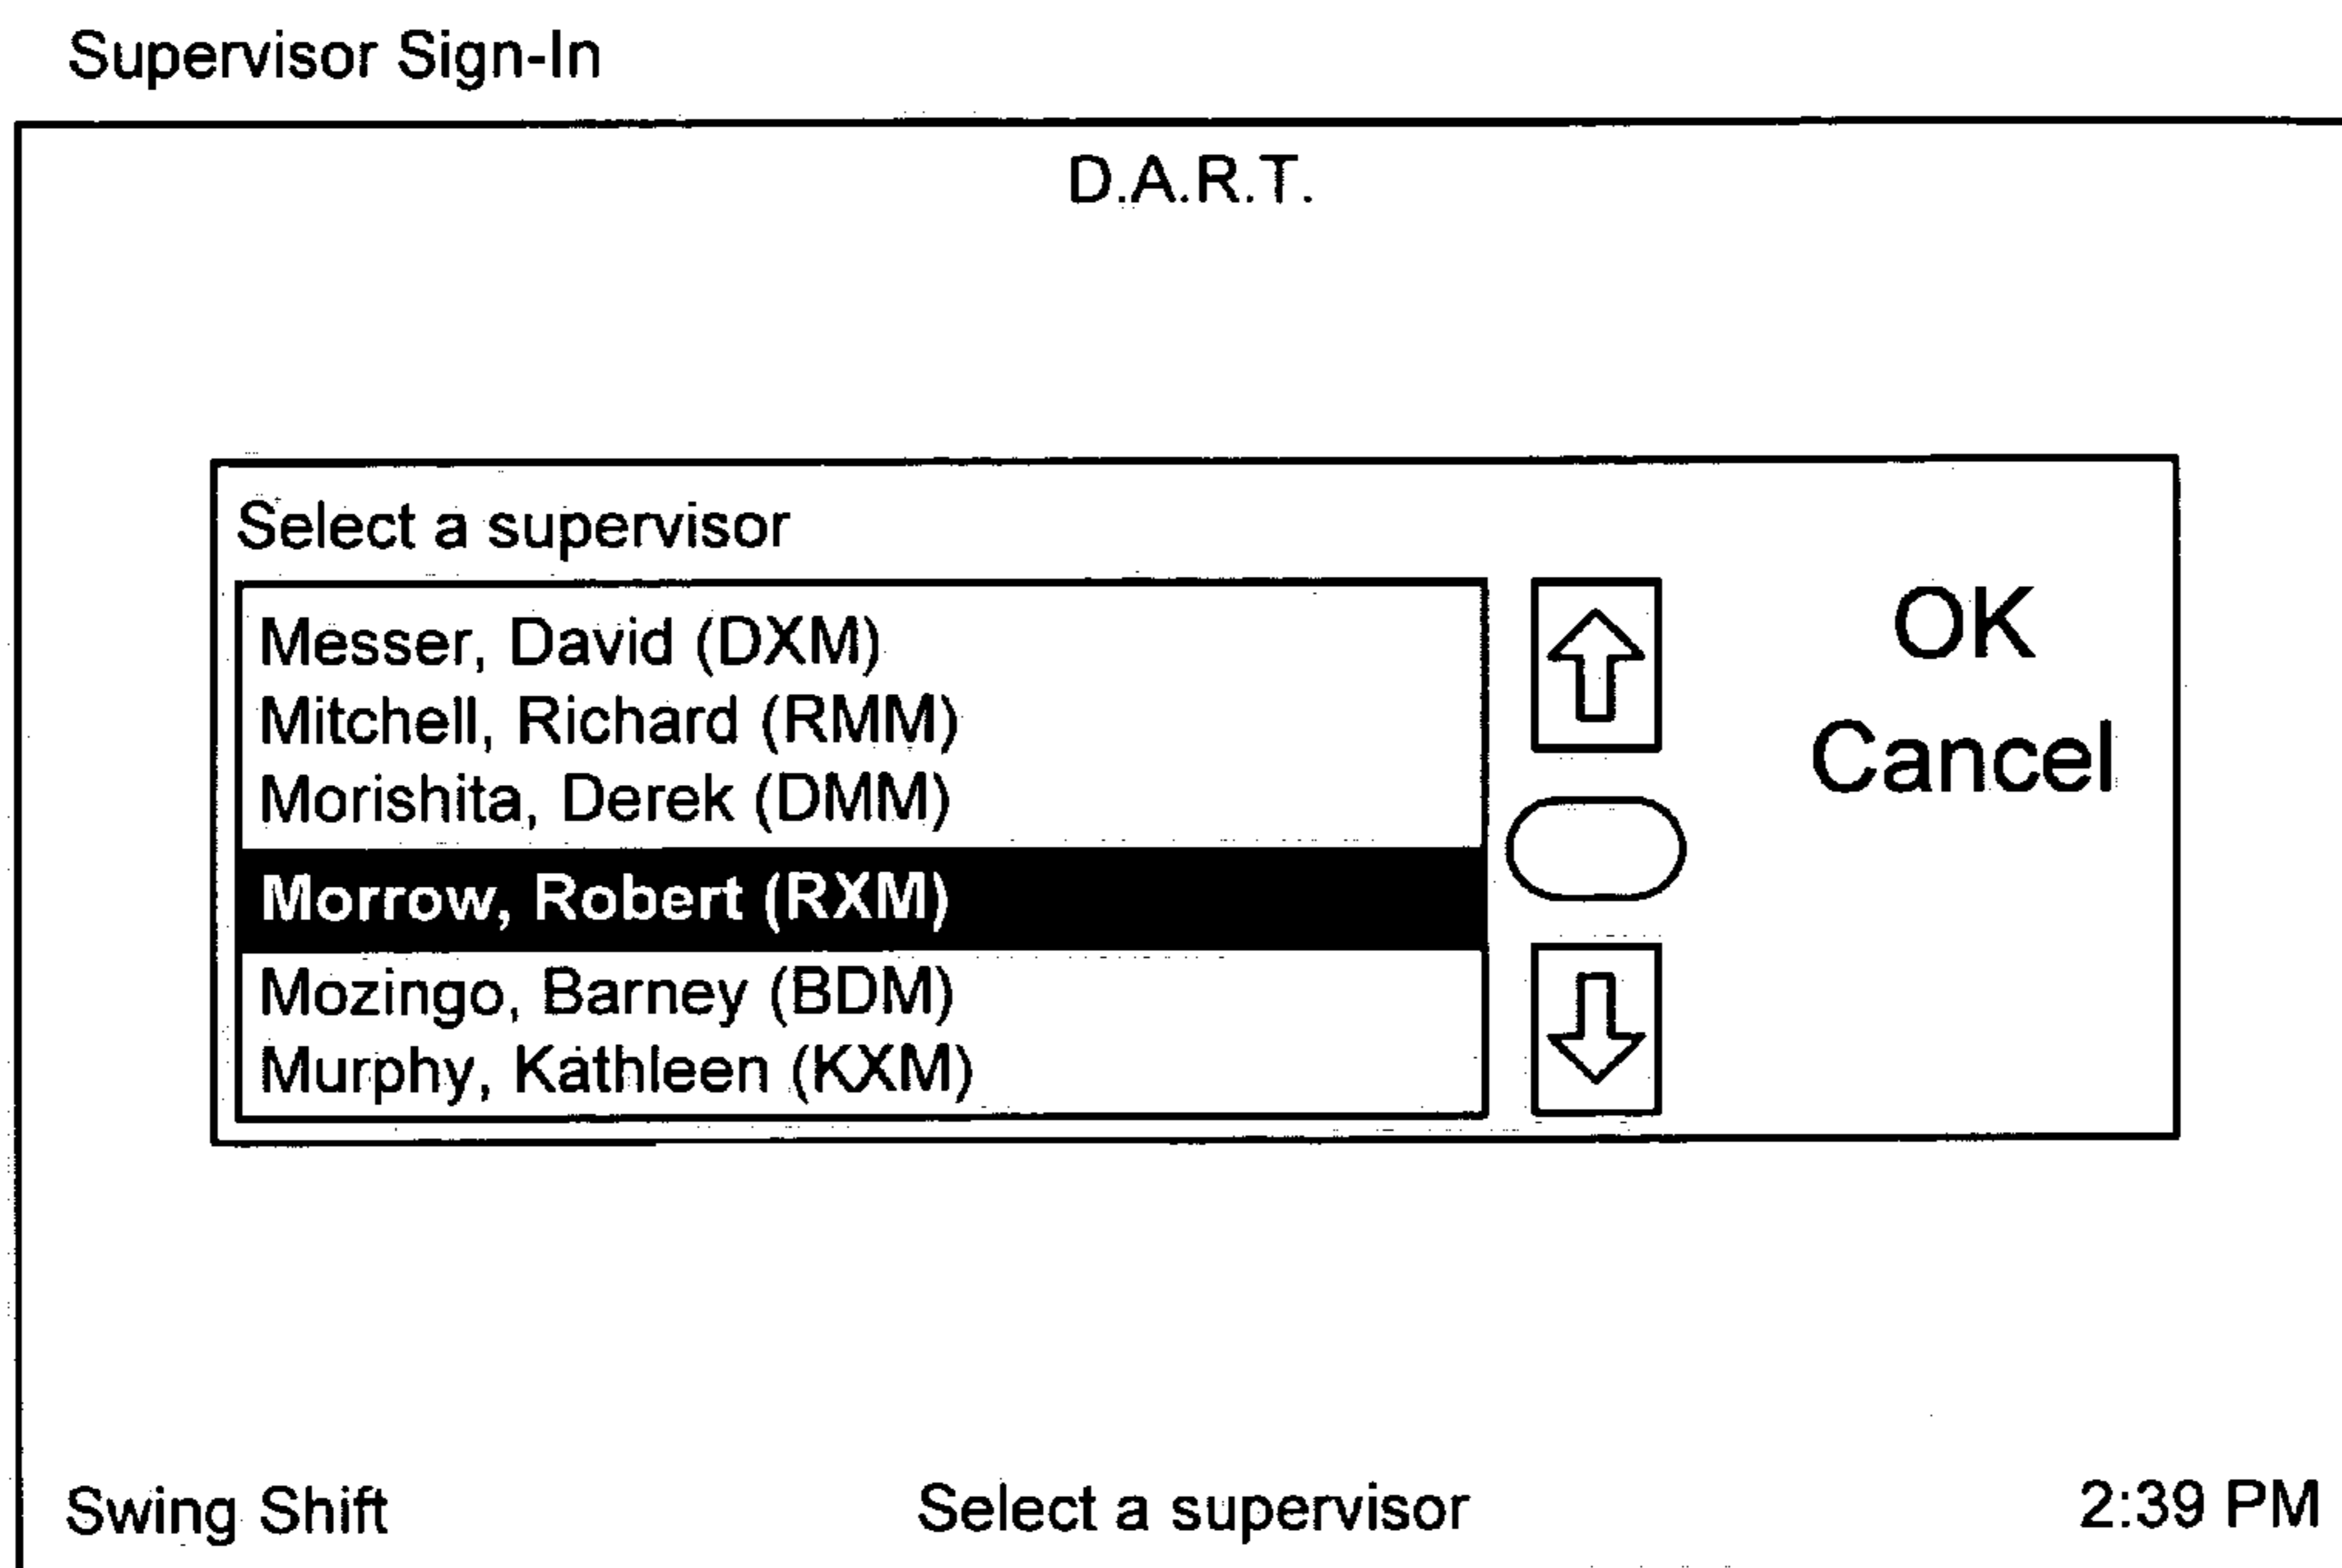 Supervisor Sign-In
D.A.R.T.
Select a supervisor
Messer, David (DXM)
Mitchell, Richard (RMM)
Morishita, Derek (DMM)
Morrow, Robert (RXM)
Mozingo, Barney (BDM)
Murphy, Kathleen (KXM)
OK
Cancel
Swing Shift
Select a supervisor
2:39 PM